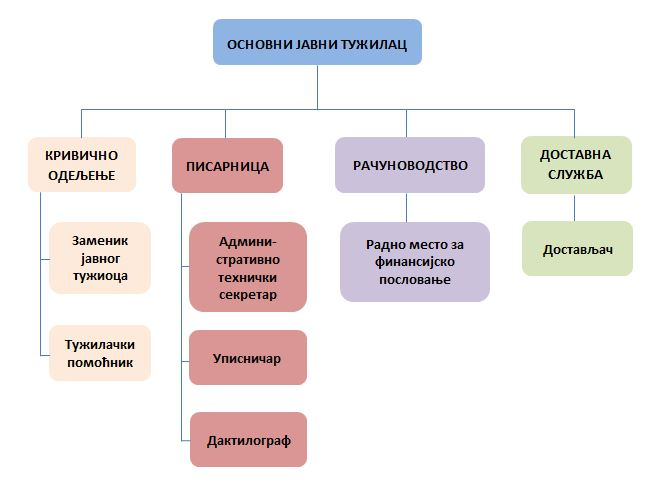 ОСНОВНИ ЈАВНИ ТУЖИЛАЦ
КРИВИЧНО
ОДЕЉЕЊЕ
Заменик
јавног
тужиоца
Тужилачки
помоћник
ПИСАРНИЦА
Админи-
стративно
технички
секретар
Уписничар
Дактилограф
РАЧУНОВОДСТВО
Радно место за
финансијско
пословање
ДОСТАВНА
СЛУЖБА
Достављач